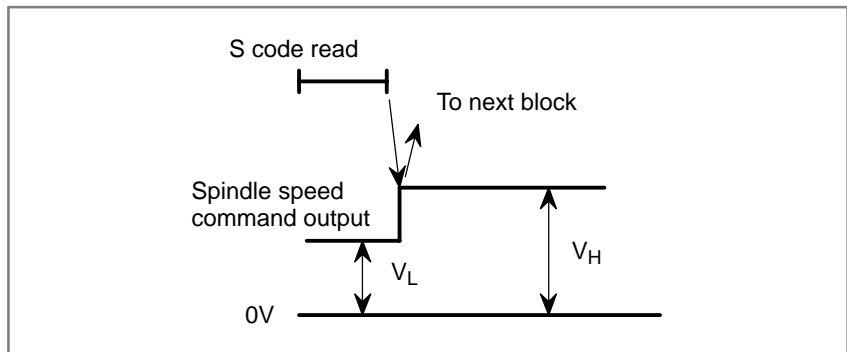 S code read
To next block
Spindle speed
command output
VL
VH
0V